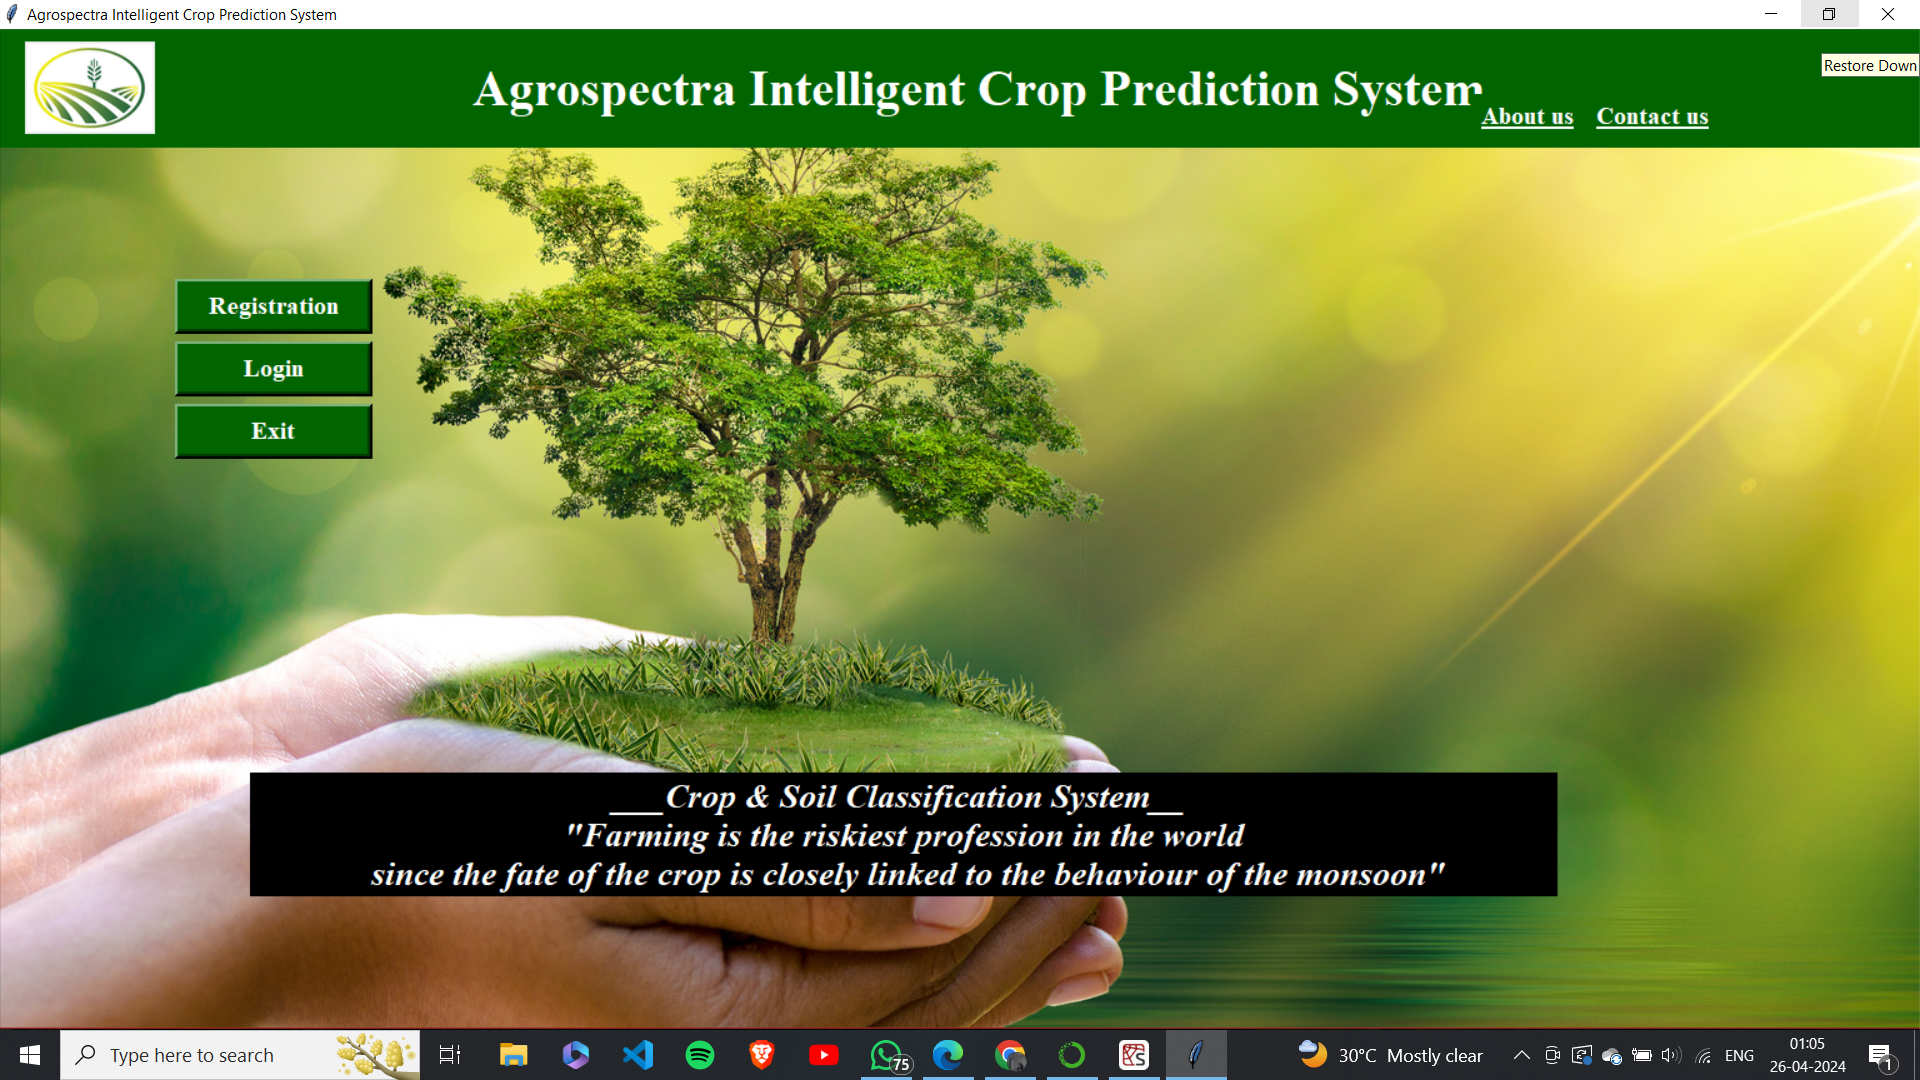 Agrospectra Intelligent Crop Prediction System
Restore Down
Agrospectra Intelligent Crop Prediction System
About us Contact us
Registration
Login
Exit
___Crop & Soil Classification System__
"Farming is the riskiest profession in the world
since the fate of the crop is closely linked to the behaviour of the monsoon"
Type here to search
75
30°C Mostly clear
ENG
01:05
26-04-2024
1